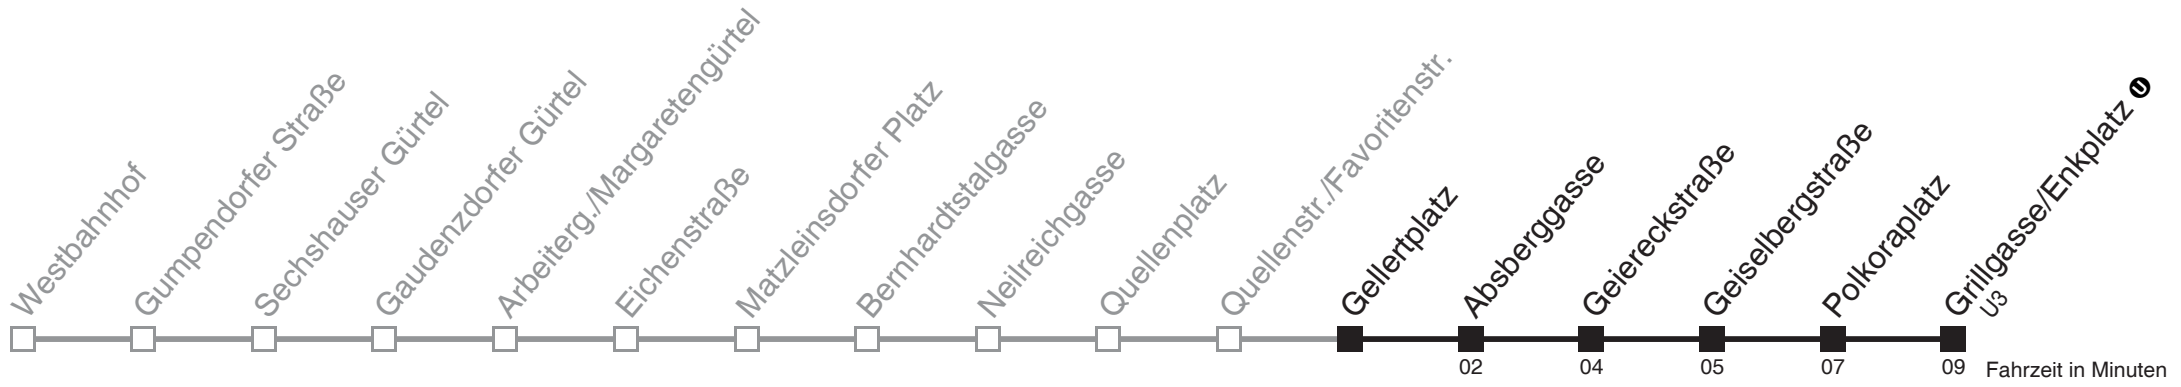 Westbahnhof
Gumpendorfer Straße
Sechshauser Gürtel
Gaudenzdorfer Gürtel
Arbeiterg./Margaretengürtel
Eichenstraße
Matzleinsdorfer Platz
Bernhardtstalgasse
Neilreichgasse
Quellenplatz
Quellenstr./Favoritenstr.
Gellertplatz
Absberggasse
Geiereckstraße
Geiselbergstraße
Polkoraplatz
Grillgasse/Enkplatz U
U3
02 04 05 07 09 Fahrzeit in Minuten